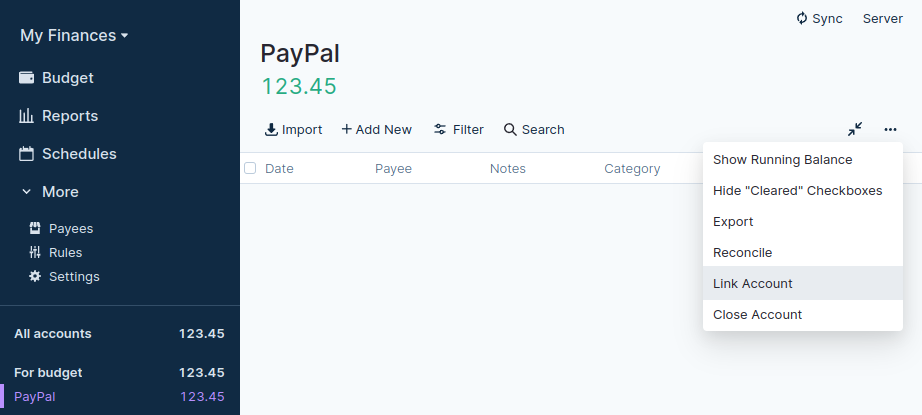 My Finances
Budget
Reports
Schedules
More
Payees
Rules
Settings
All accounts 123.45
For budget 123.45
PayPal 123.45
Sync Server
PayPal
123.45
Import + Add New Filter Search
Date Payee Notes Category
Show Running Balance
Hide "Cleared" Checkboxes
Export
Reconcile
Link Account
Close Account